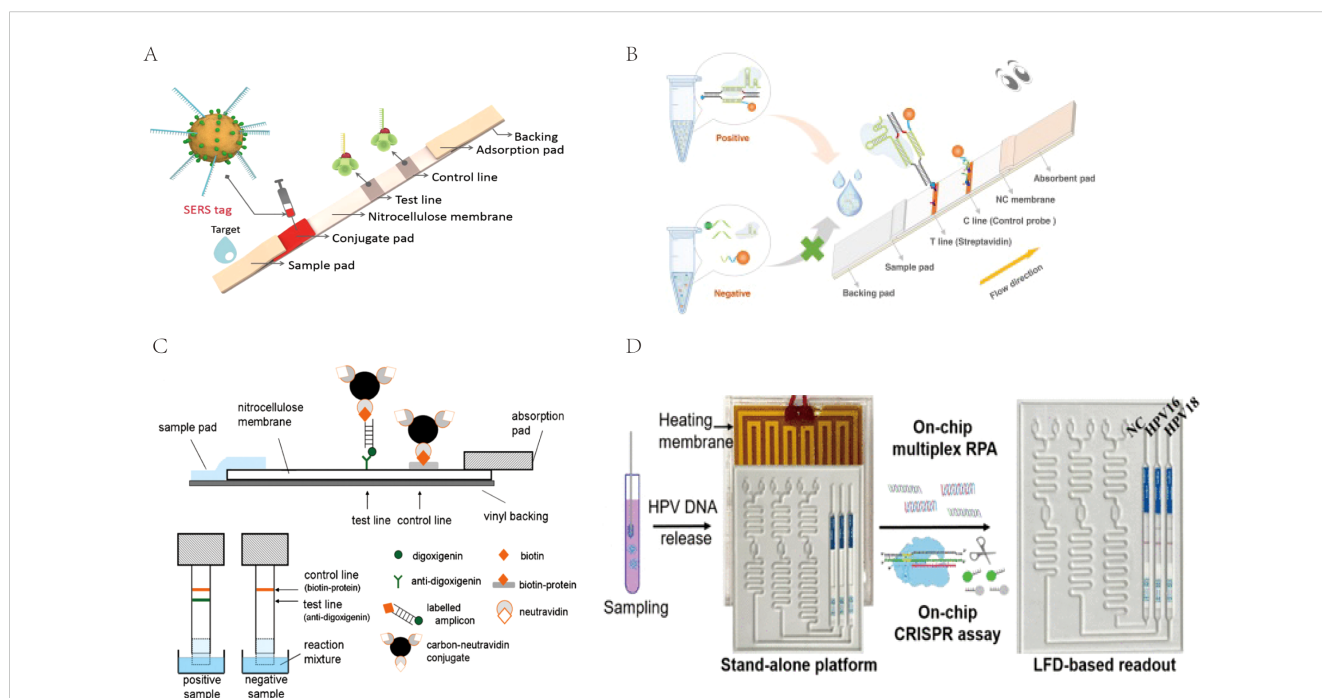 A
Backing
Adsorption pad
Control line
Test line
Nitrocellulose membrane
SERS tag
Target
Conjugate pad
Sample pad
B
Positive
Negative
Absorbent pad
NC membrane
C line (Control probe )
T line (Streptavidin)
Sample pad
Backing pad
Flow direction
C
nitrocellulose
membrane
sample pad
absorption
pad
test line
control line
vinyl backing
control line
(biotin-protein)
test line
(anti-digoxigenin)
reaction
mixture
positive
sample
negative
sample
digoxigenin
anti-digoxigenin
labelled
amplicon
carbon-neutravidin
conjugate
biotin
biotin-protein
neutravidin
D
Heating
membrane
HPV DNA
release
Sampling
Stand-alone platform
On-chip
multiplex RPA
On-chip
CRISPR assay
NC
HPV16
HPV18
LFD-based readout